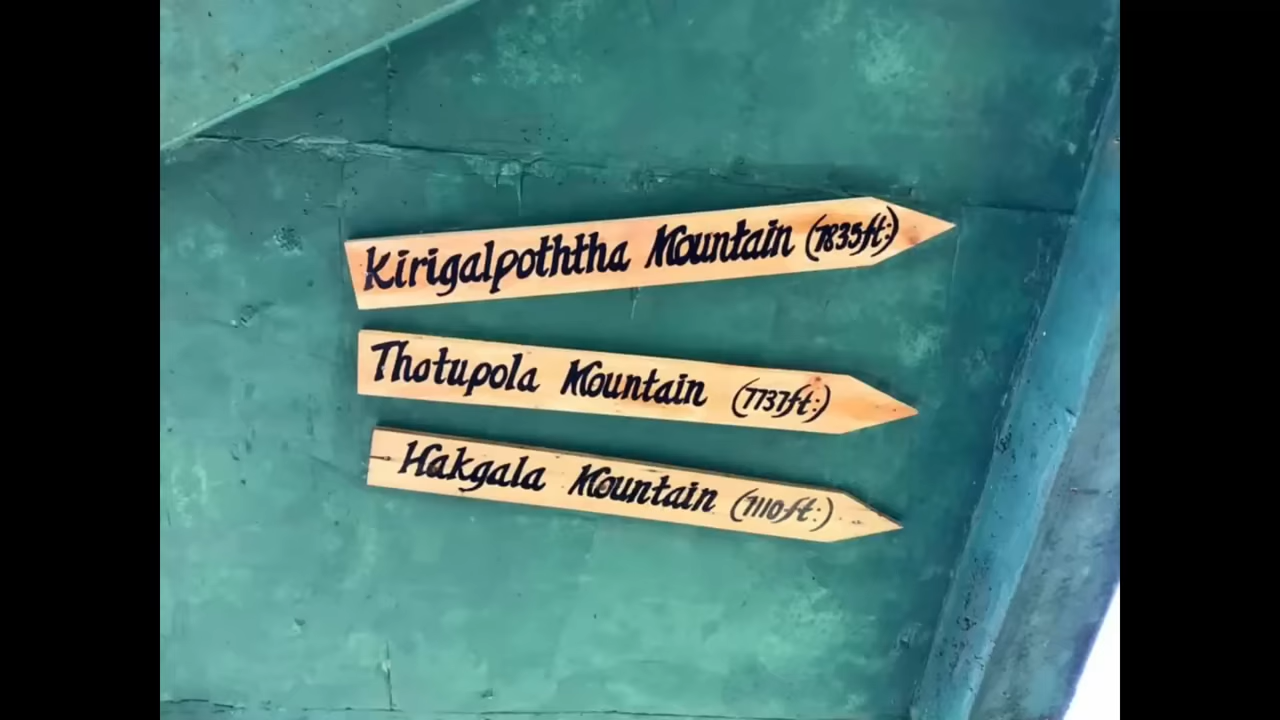 Kirigalpoththa Mountain (7835ft:)
Thotupola Mountain (7737ft:)
Hakgala Mountain (7110ft:)